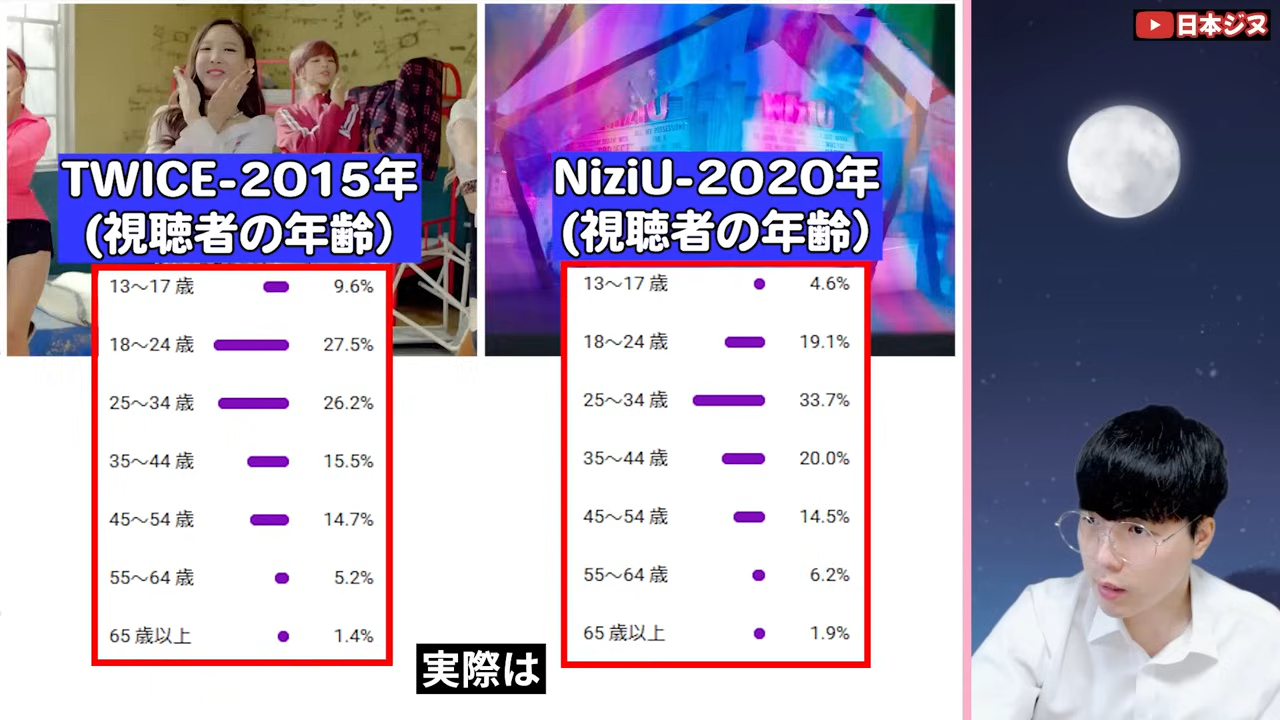 日本ジヌ
TWICE-2015年
(視聴者の年齢)
13～17 歳 9.6%
18～24 歳 27.5%
25～34 歳 26.2%
35～44 歳 15.5%
45～54 歳 14.7%
55～64 歳 5.2%
65 歳以上 1.4%
NiziU-2020年
(視聴者の年齢)
13～17 歳 4.6%
18～24 歳 19.1%
25～34 歳 33.7%
35～44 歳 20.0%
45～54 歳 14.5%
55～64 歳 6.2%
65 歳以上 1.9%
実際は